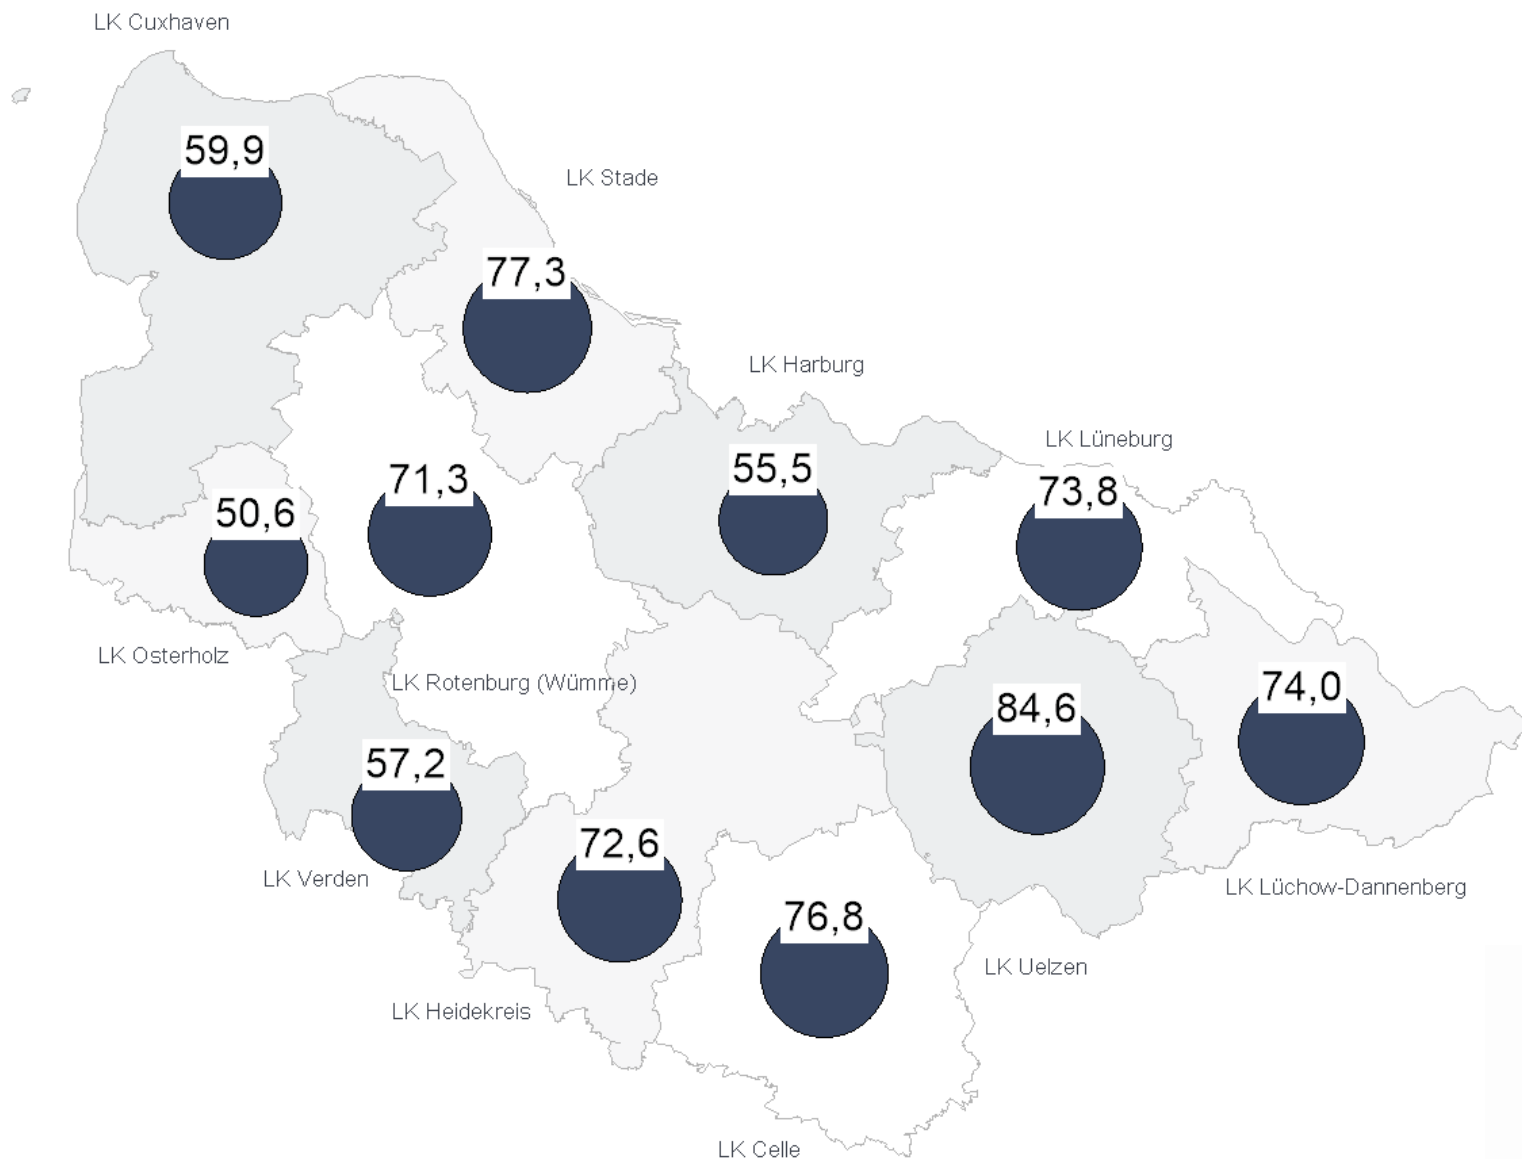 LK Cuxhaven
59,9
LK Stade
77,3
LK Harburg
LK Lüneburg
55,5
71,3
73,8
50,6
LK Osterholz
LK Rotenburg (Wümme)
74,0
84,6
57,2
72,6
LK Verden
LK Lüchow-Dannenberg
76,8
LK Uelzen
LK Heidekreis
LK Celle